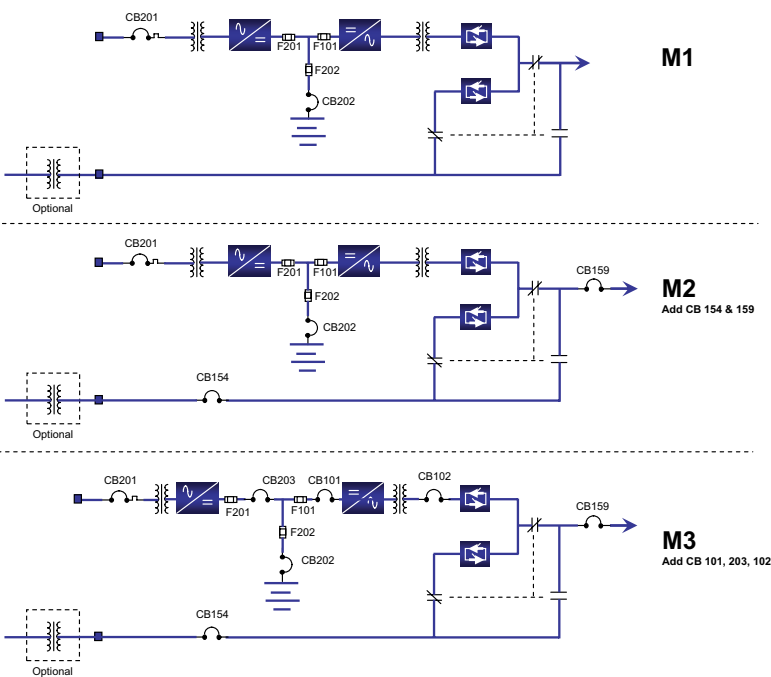 CB201
M1
F201
F101
F202
CB202
Optional
CB201
CB159
F201
F101
M2
F202
Add CB 154 & 159
CB202
CB154
Optional
CB201
CB203
CB101
CB102
CB159
F201
F101
F202
M3
Add CB 101, 203, 102
CB202
CB154
Optional